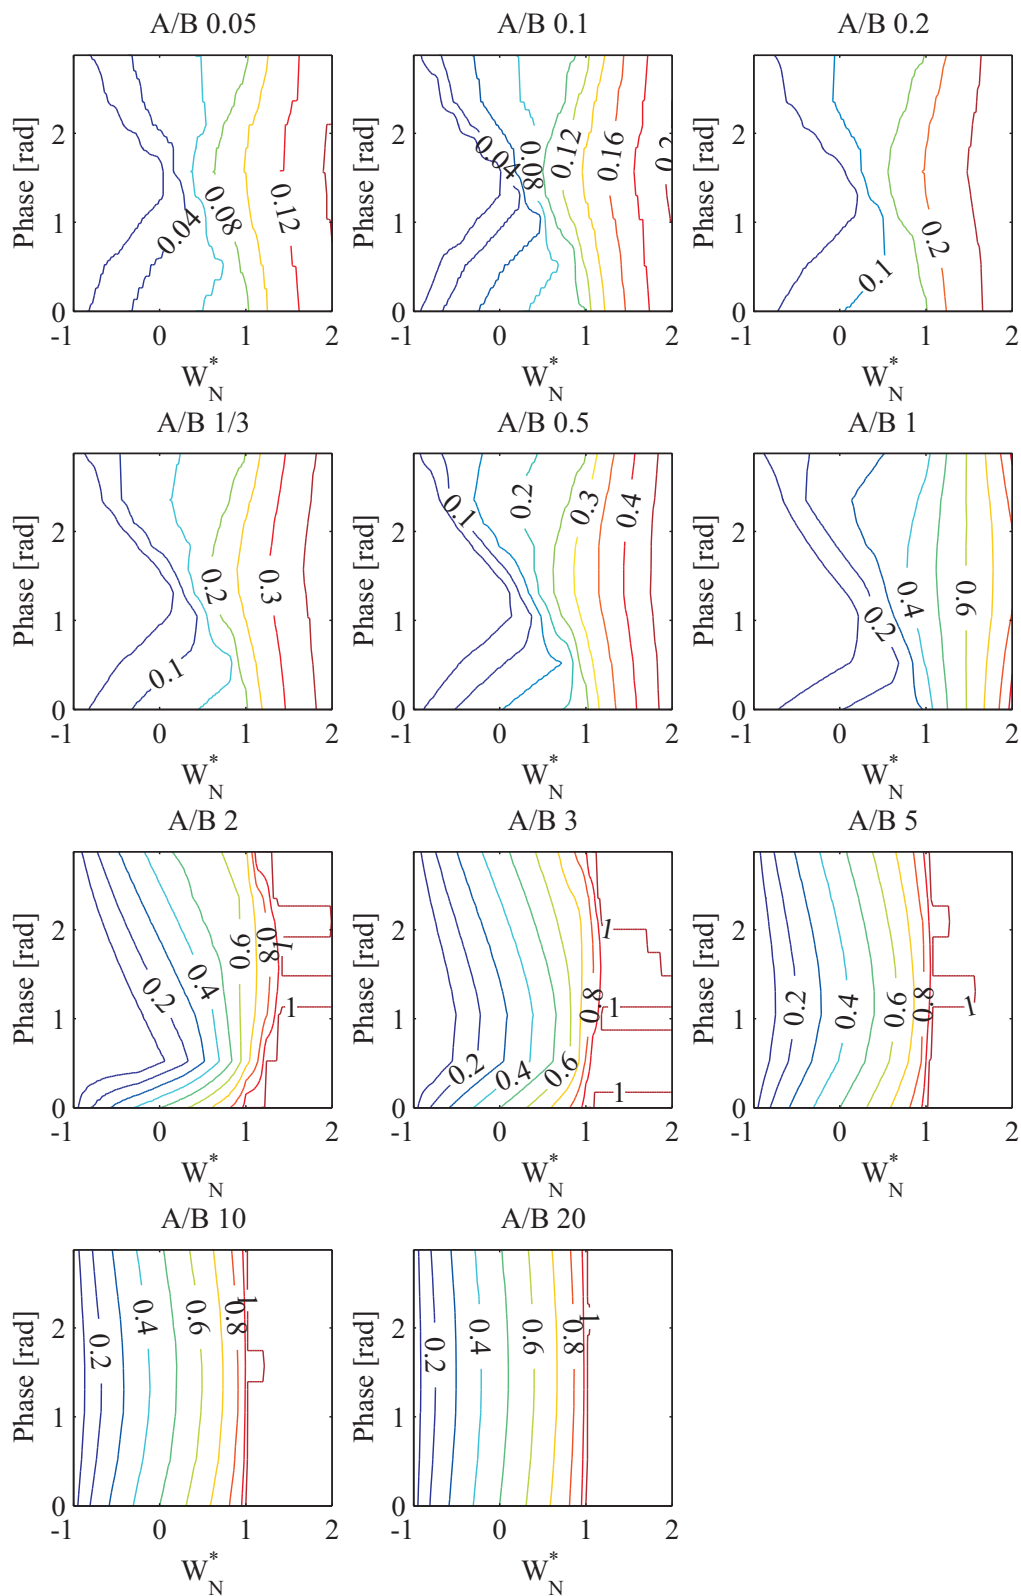 A/B 0.05 A/B 0.1 A/B 0.2
Phase [rad] 2 1 0 0.04 0.08 0.12
Phase [rad] 2 1 0 0.04 0.08 0.12 0.16 0.2
Phase [rad] 2 1 0 0.1 0.2
-1 0 1 2 -1 0 1 2 -1 0 1 2
W*N W*N W*N
A/B 1/3 A/B 0.5 A/B 1
Phase [rad] 2 1 0 0.1 0.2 0.3
Phase [rad] 2 1 0 0.1 0.2 0.3 0.4
Phase [rad] 2 1 0 0.2 0.4 0.6
-1 0 1 2 -1 0 1 2 -1 0 1 2
W*N W*N W*N
A/B 2 A/B 3 A/B 5
Phase [rad] 2 1 0 0.2 0.4 0.6 0.8 1 1
Phase [rad] 2 1 0 0.2 0.4 0.6 0.8 1 1 1
Phase [rad] 2 1 0 0.2 0.4 0.6 0.8 1
-1 0 1 2 -1 0 1 2 -1 0 1 2
W*N W*N W*N
A/B 10 A/B 20
Phase [rad] 2 1 0 0.2 0.4 0.6 0.8 1
Phase [rad] 2 1 0 0.2 0.4 0.6 0.8 1
-1 0 1 2 -1 0 1 2
W*N W*N